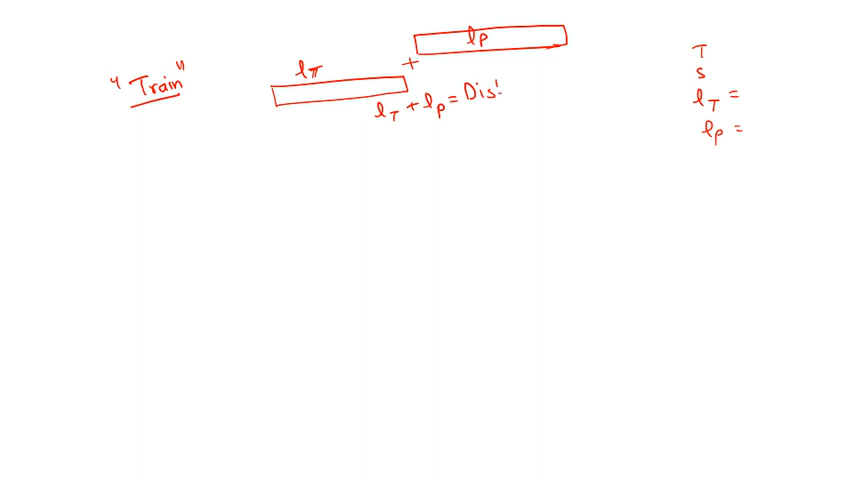 "Train"
lT
+
lP
lT + lP = Dis!
T
S
lT =
lP =